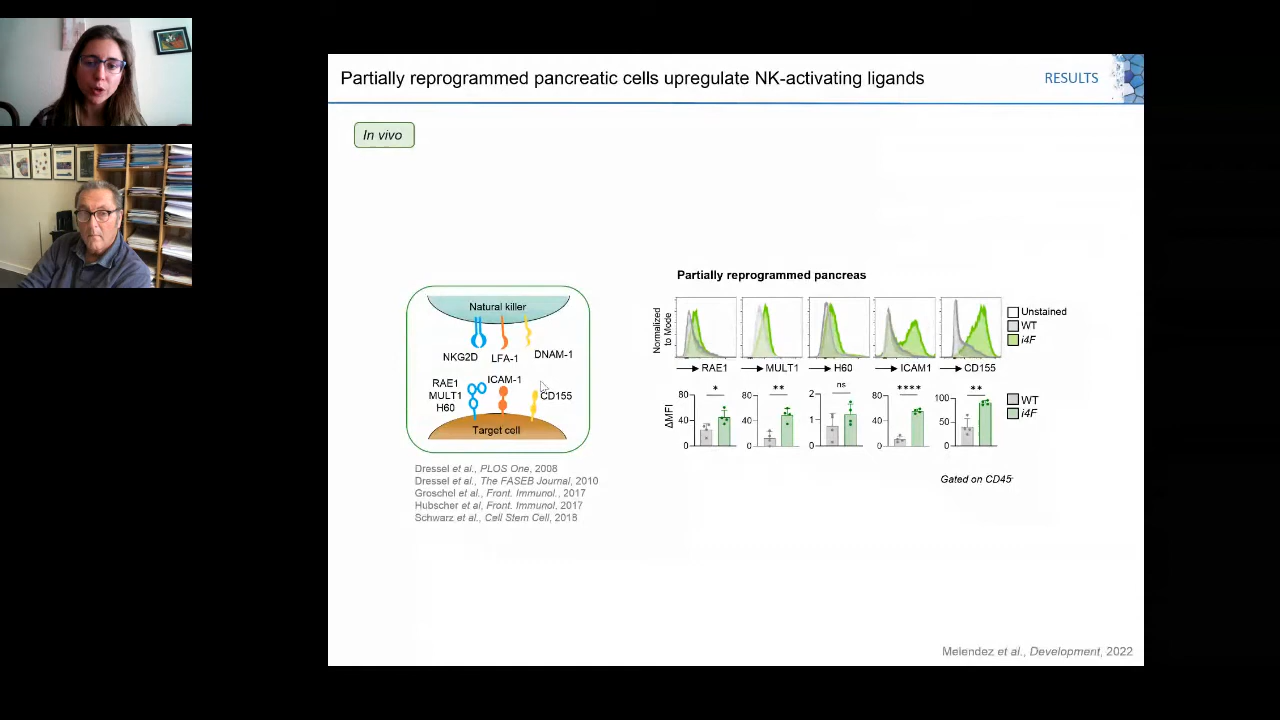 Partially reprogrammed pancreatic cells upregulate NK-activating ligands
RESULTS
In vivo
Natural killer
NKG2D
LFA-1
DNAM-1
RAE1
MULT1
H60
ICAM-1
CD155
Target cell
Dressel et al., PLOS One, 2008
Dressel et al., The FASEB Journal, 2010
Groschel et al., Front. Immunol., 2017
Hubscher et al, Front. Immunol, 2017
Schwarz et al., Cell Stem Cell, 2018
Partially reprogrammed pancreas
Normalized
to Mode
RAE1 MULT1 H60 ICAM1 CD155
Unstained
WT
i4F
ΔMFI
80
40
0
*
80
40
0
**
2
1
0
ns
80
40
0
****
100
50
0
**
WT
i4F
Gated on CD45-
Melendez et al., Development, 2022